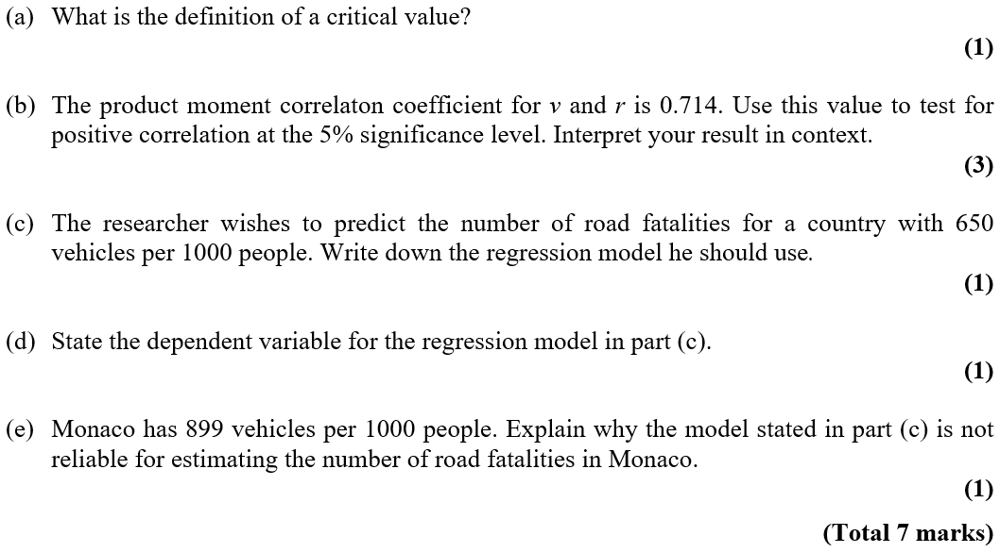 (a) What is the definition of a critical value?
(1)
(b) The product moment correlaton coefficient for v and r is 0.714. Use this value to test for
positive correlation at the 5% significance level. Interpret your result in context.
(3)
(c) The researcher wishes to predict the number of road fatalities for a country with 650
vehicles per 1000 people. Write down the regression model he should use.
(1)
(d) State the dependent variable for the regression model in part (c).
(1)
(e) Monaco has 899 vehicles per 1000 people. Explain why the model stated in part (c) is not
reliable for estimating the number of road fatalities in Monaco.
(1)
(Total 7 marks)